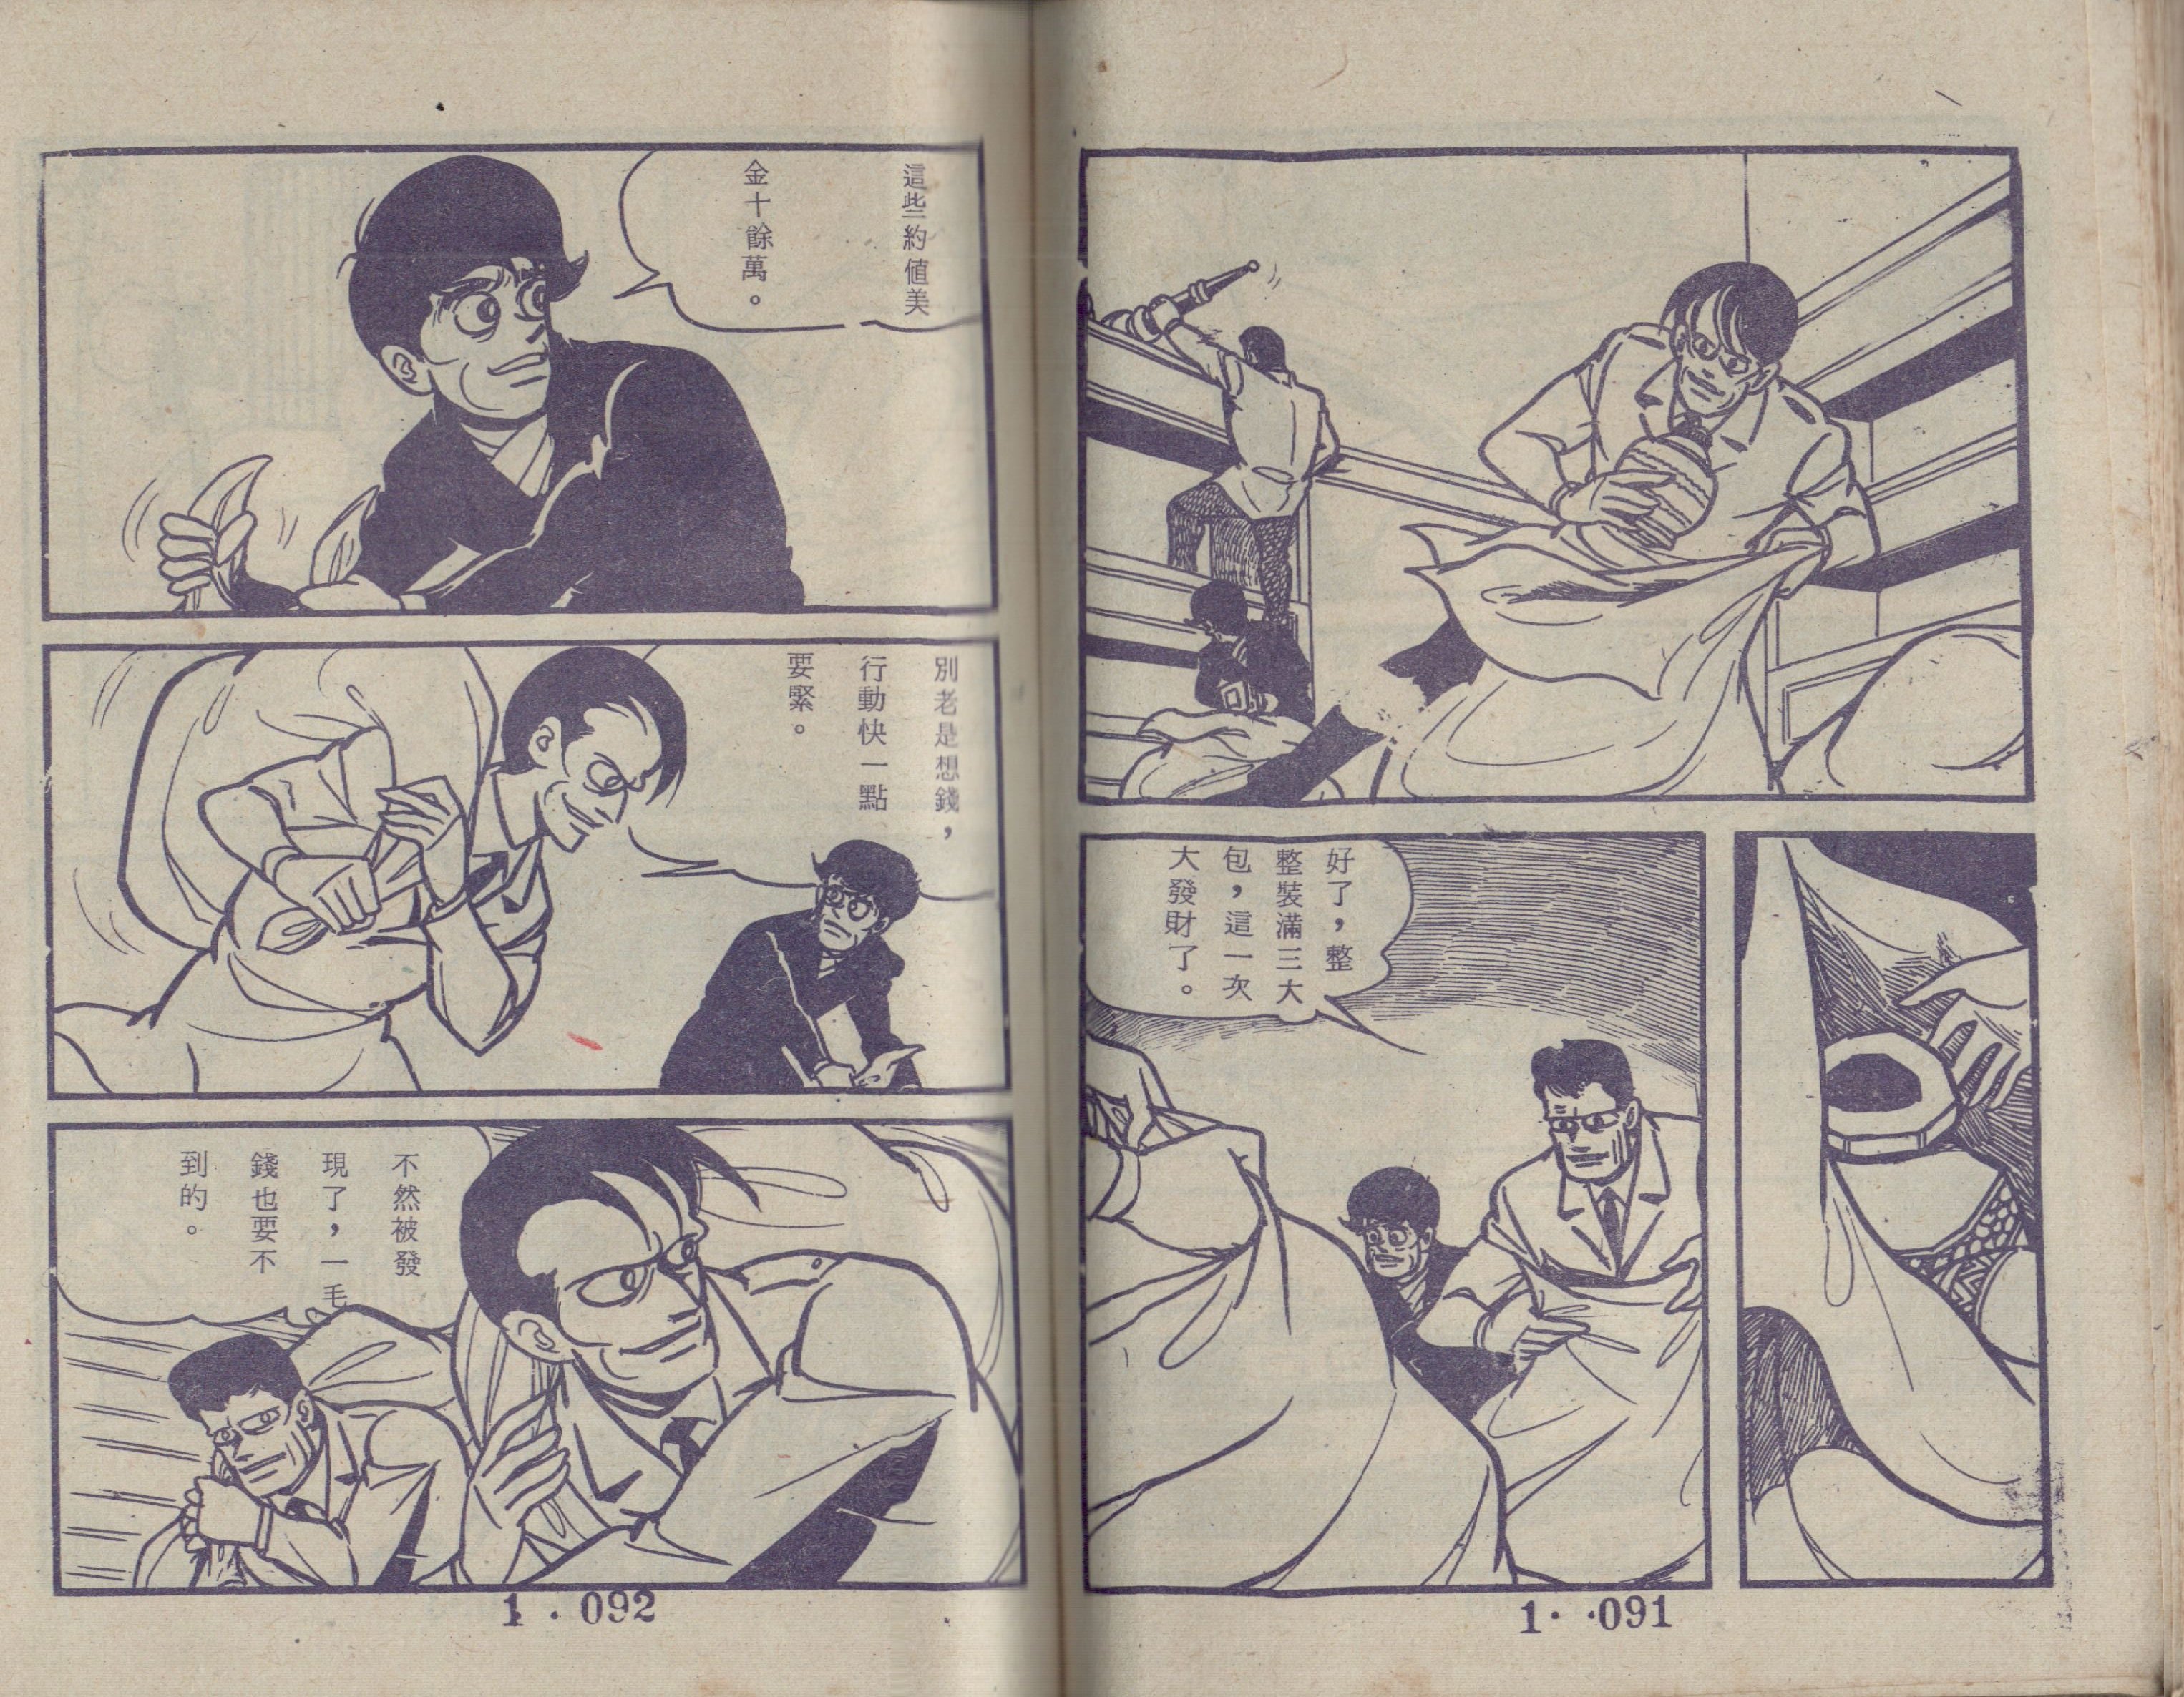 好了，整
整裝滿三大
包，這一次
大發財了。
1··091
這些約値美
金十餘萬。
別老是想錢，
行動快一點
要緊。
不然被發
現了，一毛
錢也要不
到的。
1.092